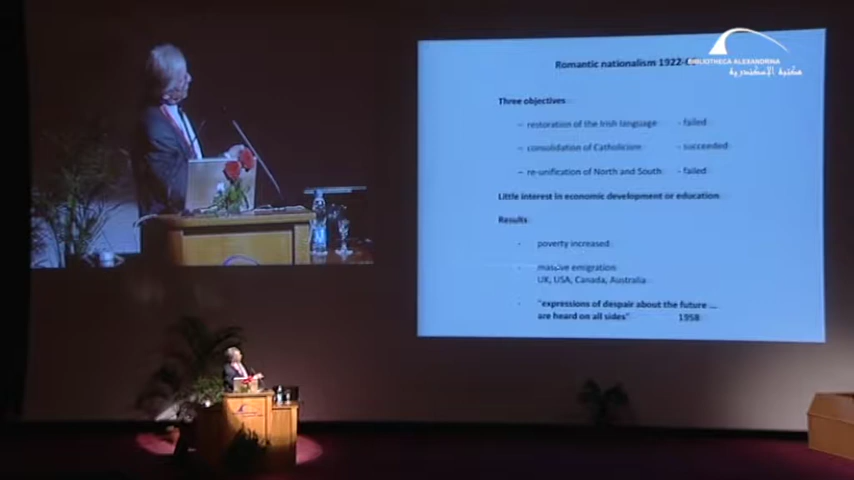 Romantic nationalism 1922-
BIBLIOTHECA ALEXANDRINA
مكتبة الإسكندرية
Three objectives
– restoration of the Irish language - failed
– consolidation of Catholicism - succeeded
– re-unification of North and South - failed
Little interest in economic development or education
Results
- poverty increased
- massive emigration
UK, USA, Canada, Australia
- "expressions of despair about the future ...
are heard on all sides" 1958